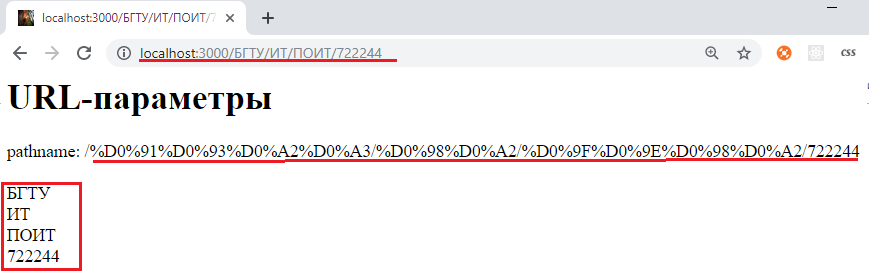 localhost:3000/БГТУ/ИТ/ПОИТ/7
localhost:3000/БГТУ/ИТ/ПОИТ/722244
css
URL-параметры
pathname: /%D0%91%D0%93%D0%A2%D0%A3/%D0%98%D0%A2/%D0%9F%D0%9E%D0%98%D0%A2/722244
БГТУ
ИТ
ПОИТ
722244